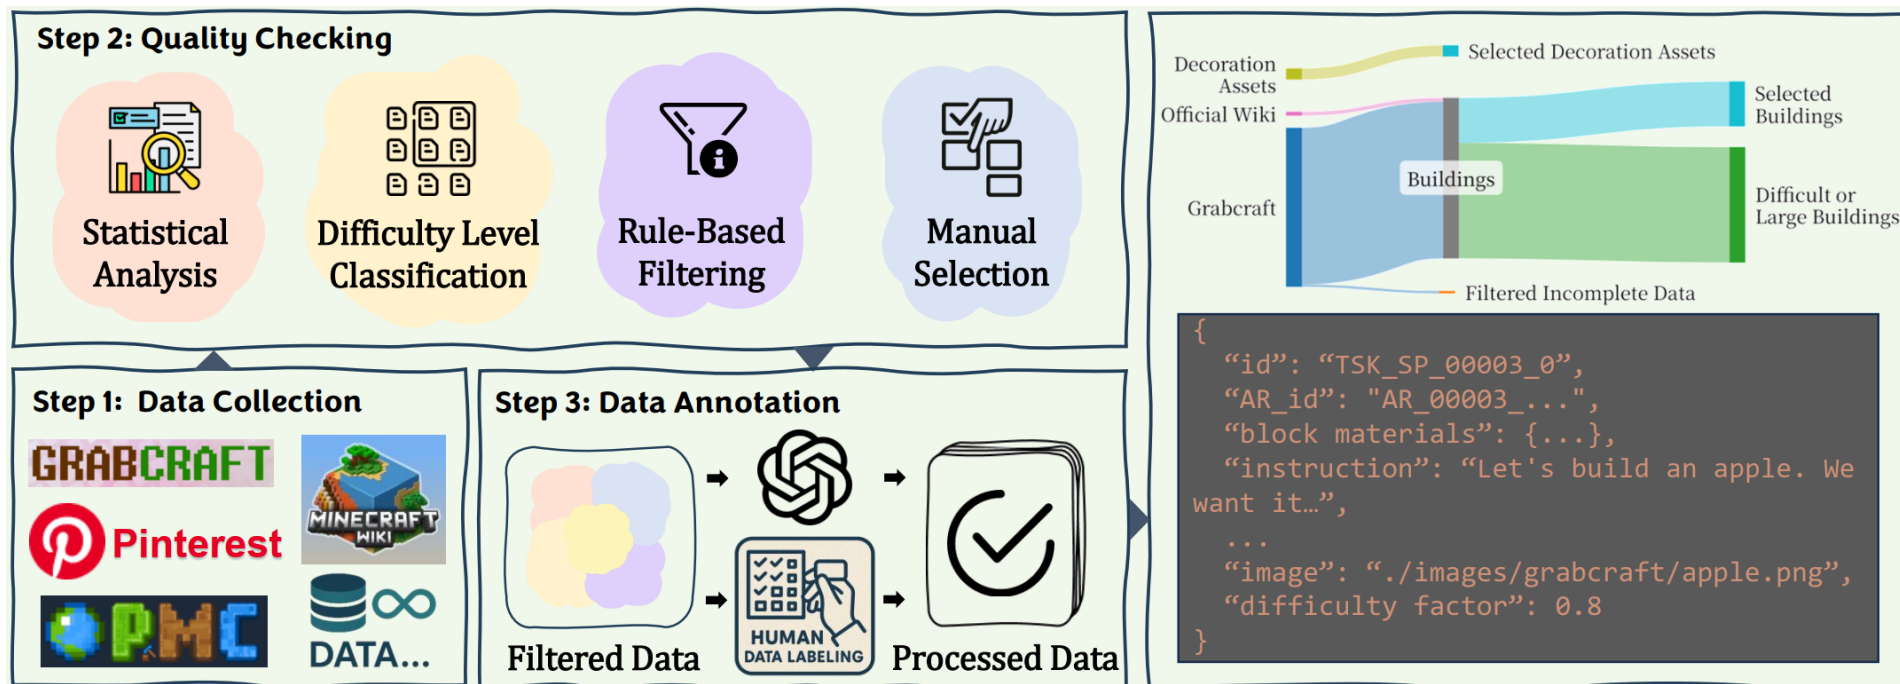 Step 2: Quality Checking
Statistical
Analysis
Difficulty Level
Classification
Rule-Based
Filtering
Manual
Selection
Step 1: Data Collection
GRABCRAFT
Pinterest
MINECRAFT
WIKI
PMC
DATA...
Step 3: Data Annotation
Filtered Data
HUMAN
DATA LABELING
Processed Data
Decoration
Assets
Official Wiki
Grabcraft
Selected Decoration Assets
Buildings
Selected
Buildings
Difficult or
Large Buildings
Filtered Incomplete Data
{
“id”: “TSK_SP_00003_0”,
“AR_id”: "AR_00003_...",
“block materials”: {...},
“instruction”: “Let's build an apple. We
want it…”,
...
“image”: “./images/grabcraft/apple.png”,
“difficulty factor”: 0.8
}